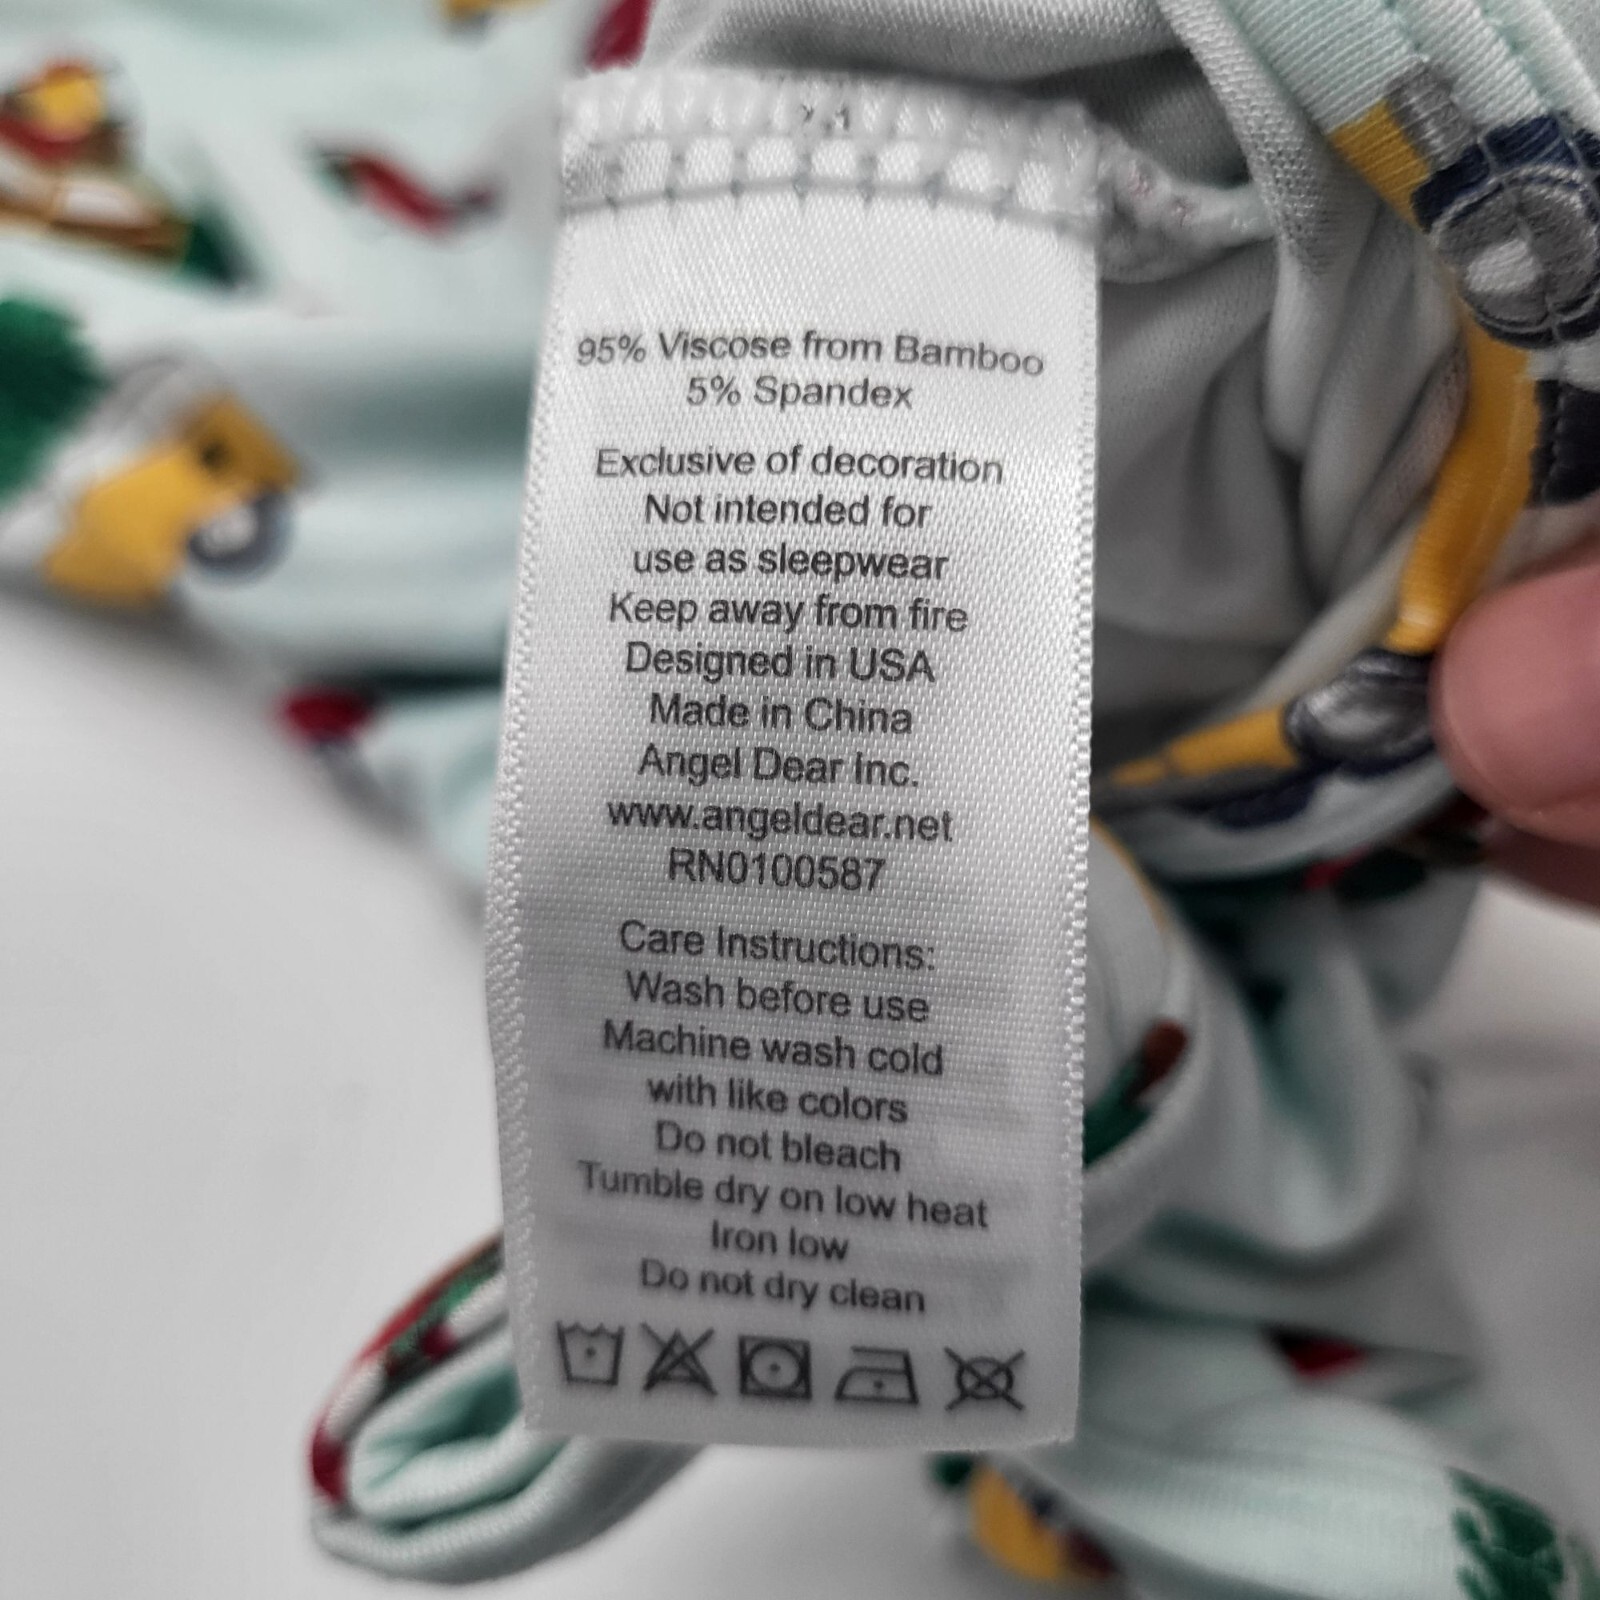 95% Viscose from Bamboo
5% Spandex
Exclusive of decoration
Not intended for
use as sleepwear
Keep away from fire
Designed in USA
Made in China
Angel Dear Inc.
www.angeldear.net
RN0100587
Care Instructions:
Wash before use
Machine wash cold
with like colors
Do not bleach
Tumble dry on low heat
Iron low
Do not dry clean